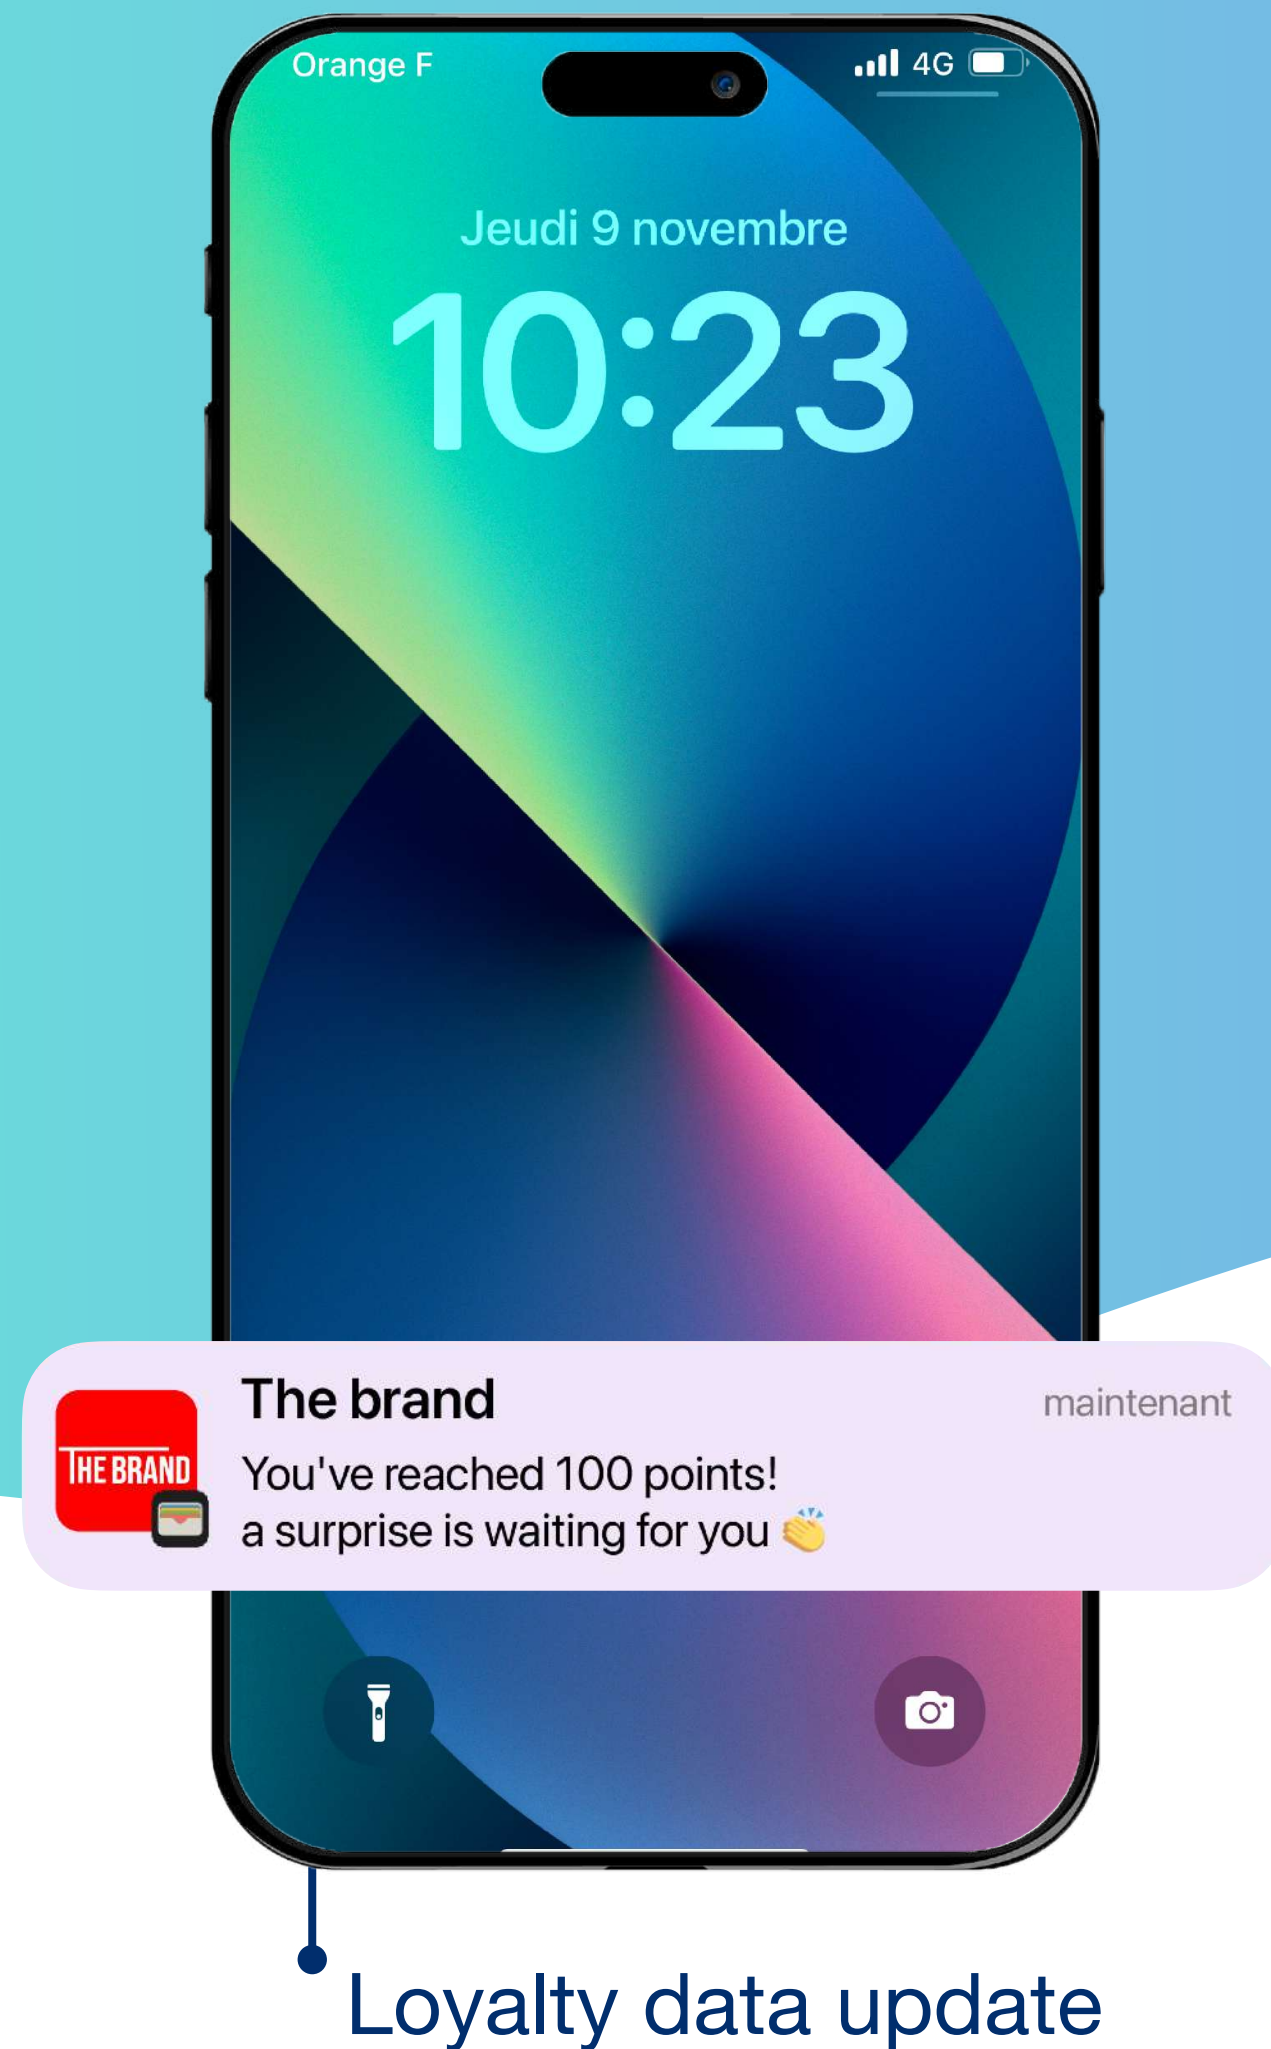 Orange F
4G
Jeudi 9 novembre
10:23
The brand
maintenant
THE BRAND
You've reached 100 points!
a surprise is waiting for you 👏
Loyalty data update